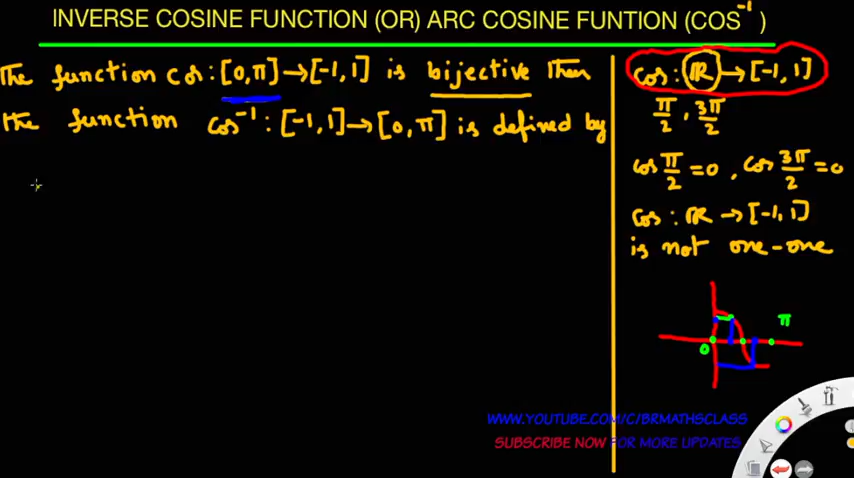 INVERSE COSINE FUNCTION (OR) ARC COSINE FUNTION (COS⁻¹)
The function cos : [0,π] → [-1,1] is bijective then
the function cos⁻¹ : [-1,1] → [0,π] is defined by
cos : ℝ → [-1,1]
π/2 , 3π/2
cos π/2 = 0 , cos 3π/2 = 0
cos : ℝ → [-1,1]
is not one-one
π
0
WWW.YOUTUBE.COM/C/BRMATHSCLASS
SUBSCRIBE NOW FOR MORE UPDATES